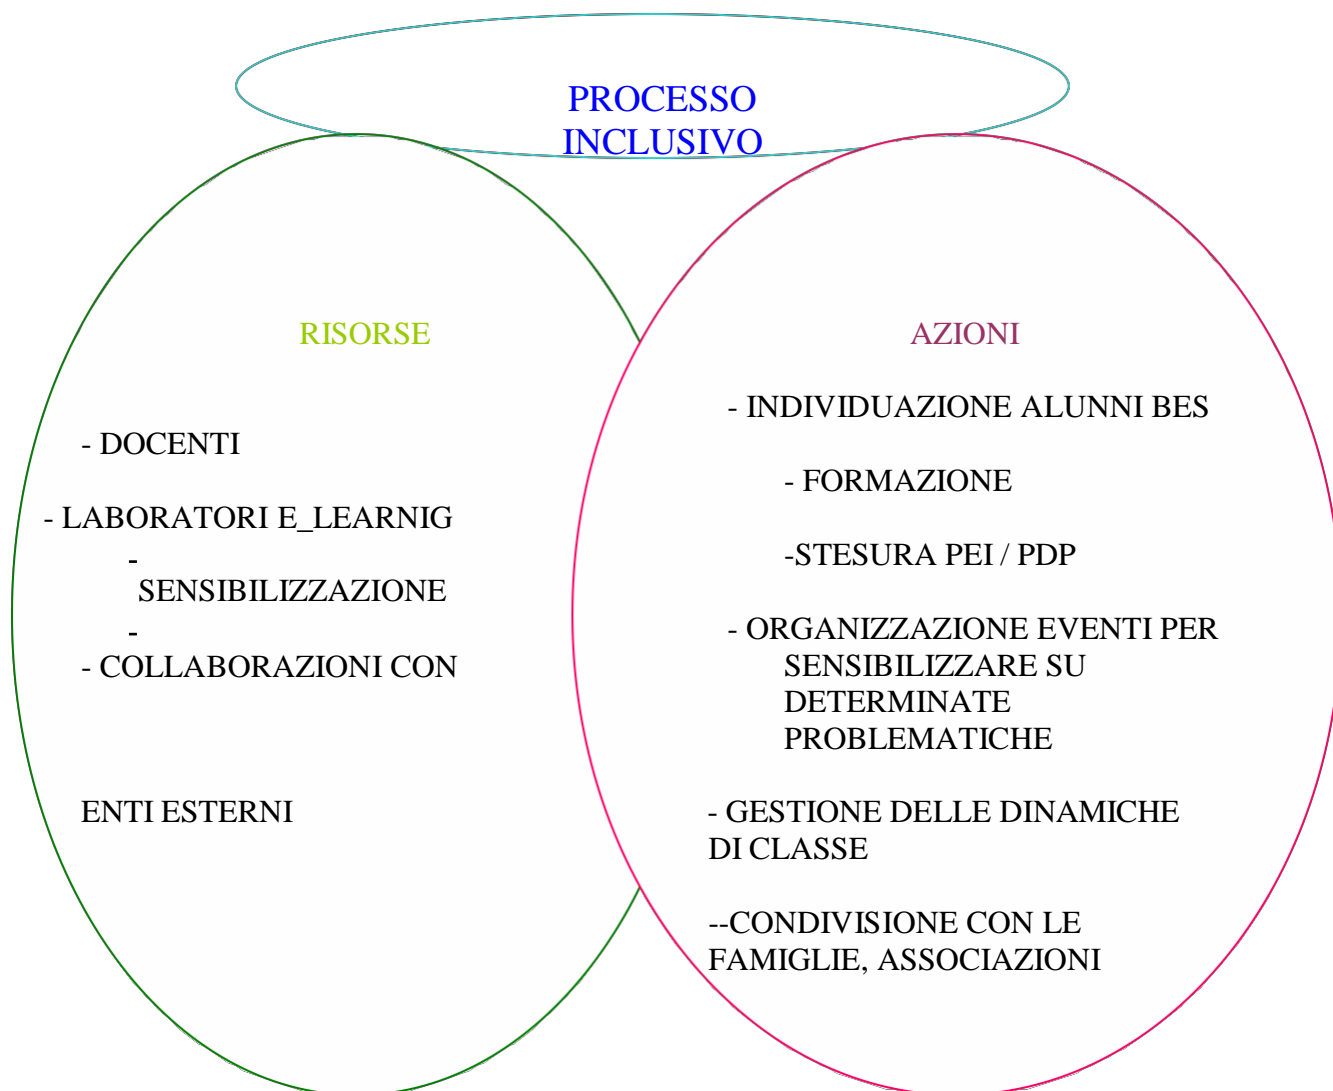 PROCESSO
INCLUSIVO
RISORSE
- DOCENTI
- LABORATORI E_LEARNIG
-
SENSIBILIZZAZIONE
-
- COLLABORAZIONI CON
ENTI ESTERNI
AZIONI
- INDIVIDUAZIONE ALUNNI BES
- FORMAZIONE
-STESURA PEI / PDP
- ORGANIZZAZIONE EVENTI PER
SENSIBILIZZARE SU
DETERMINATE
PROBLEMATICHE
- GESTIONE DELLE DINAMICHE
DI CLASSE
--CONDIVISIONE CON LE
FAMIGLIE, ASSOCIAZIONI